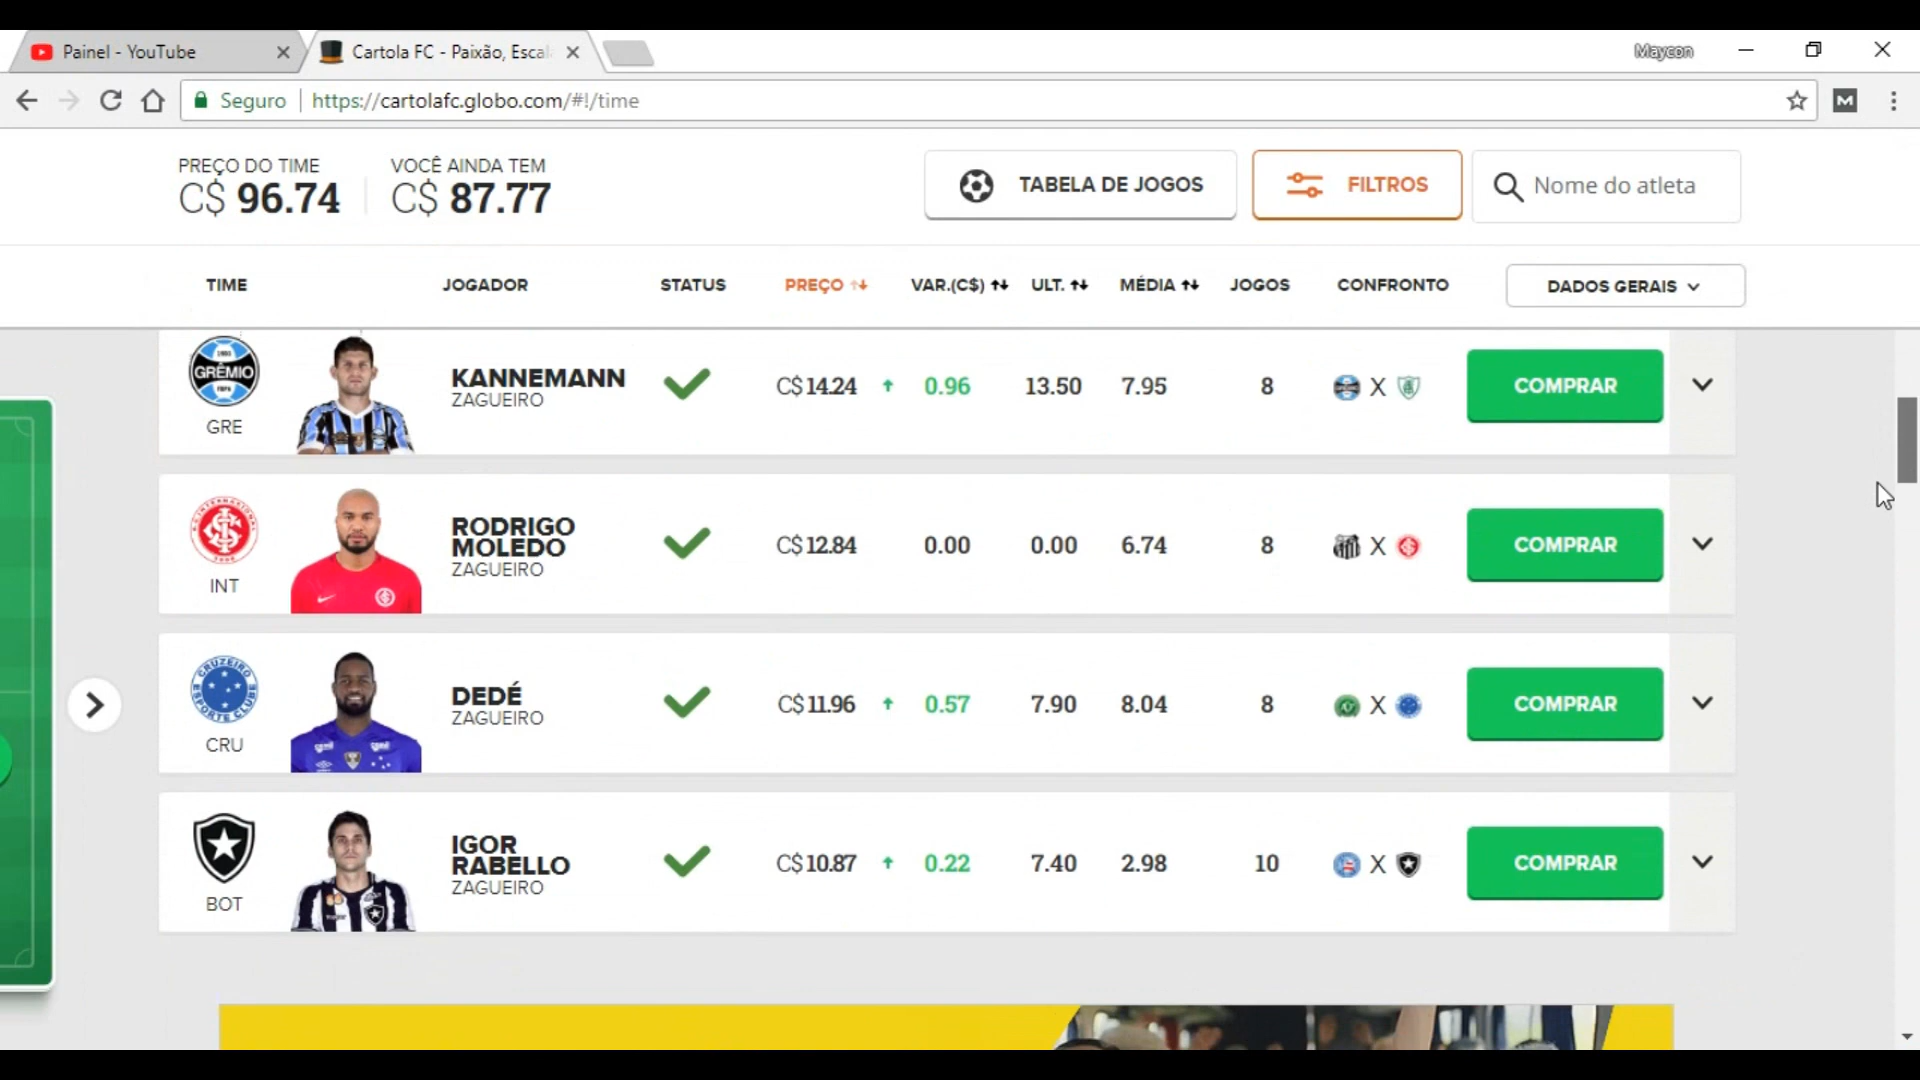 Painel - YouTube
Cartola FC - Paixão, Escal
Maycon
Seguro
https://cartolafc.globo.com/#!/time
PREÇO DO TIME
C$ 96.74
VOCÊ AINDA TEM
C$ 87.77
TABELA DE JOGOS
FILTROS
Nome do atleta
TIME JOGADOR STATUS PREÇO VAR.(C$) ULT. MÉDIA JOGOS CONFRONTO DADOS GERAIS
GRÊMIO
GRE
KANNEMANN
ZAGUEIRO
C$ 14.24 0.96 13.50 7.95 8 X COMPRAR
INT
RODRIGO
MOLEDO
ZAGUEIRO
C$ 12.84 0.00 0.00 6.74 8 X COMPRAR
CRUZEIRO
ESPORTE CLUBE
CRU
DEDÉ
ZAGUEIRO
C$ 11.96 0.57 7.90 8.04 8 X COMPRAR
BOT
IGOR
RABELLO
ZAGUEIRO
C$ 10.87 0.22 7.40 2.98 10 X COMPRAR